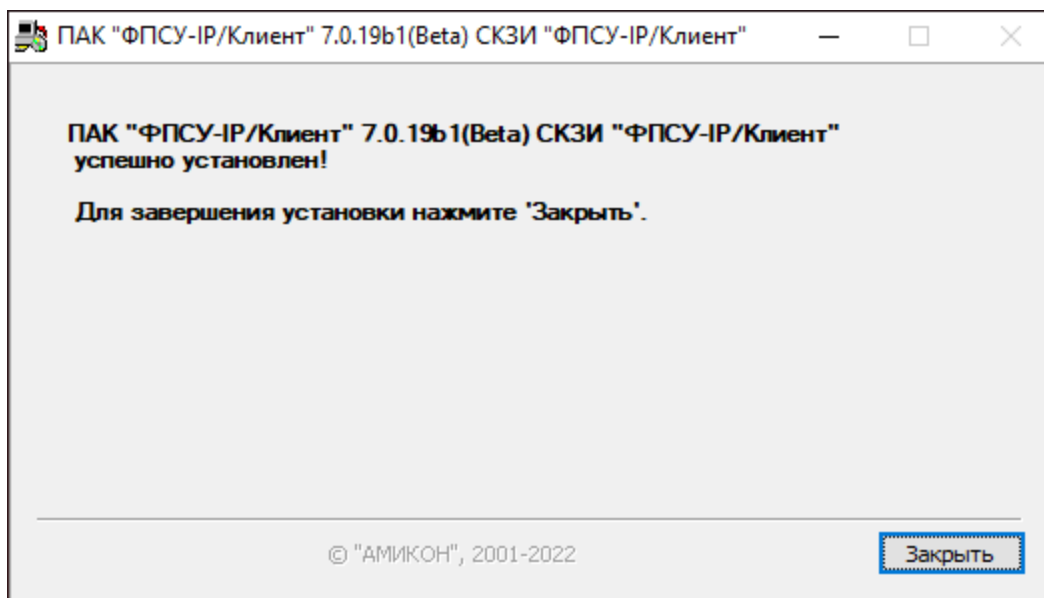 ПАК "ФПСУ-IP/Клиент" 7.0.19b1(Beta) СКЗИ "ФПСУ-IP/Клиент"
ПАК "ФПСУ-IP/Клиент" 7.0.19b1(Beta) СКЗИ "ФПСУ-IP/Клиент"
успешно установлен!
Для завершения установки нажмите 'Закрыть'.
© "АМИКОН", 2001-2022
Закрыть